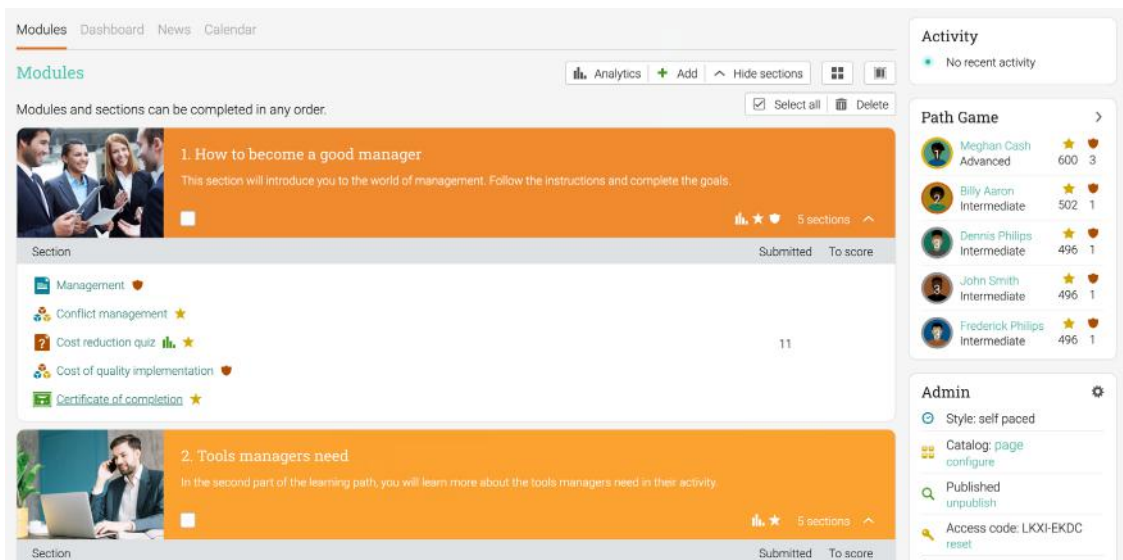 Modules Dashboard News Calendar
Modules
Analytics Add Hide sections
Modules and sections can be completed in any order.
Select all Delete
1. How to become a good manager
This section will introduce you to the world of management. Follow the instructions and complete the goals.
5 sections
Section Submitted To score
Management
Conflict management
Cost reduction quiz 11
Cost of quality implementation
Certificate of completion
2. Tools managers need
In the second part of the learning path, you will learn more about the tools managers need in their activity.
5 sections
Section Submitted To score
Activity
No recent activity
Path Game
1 Meghan Cash
Advanced 600 3
2 Billy Aaron
Intermediate 502 1
Dennis Philips
Intermediate 496 1
3 John Smith
Intermediate 496 1
Frederick Philips
Intermediate 496 1
Admin
Style: self paced
Catalog: page
configure
Published
unpublish
Access code: LKXI-EKDC
reset